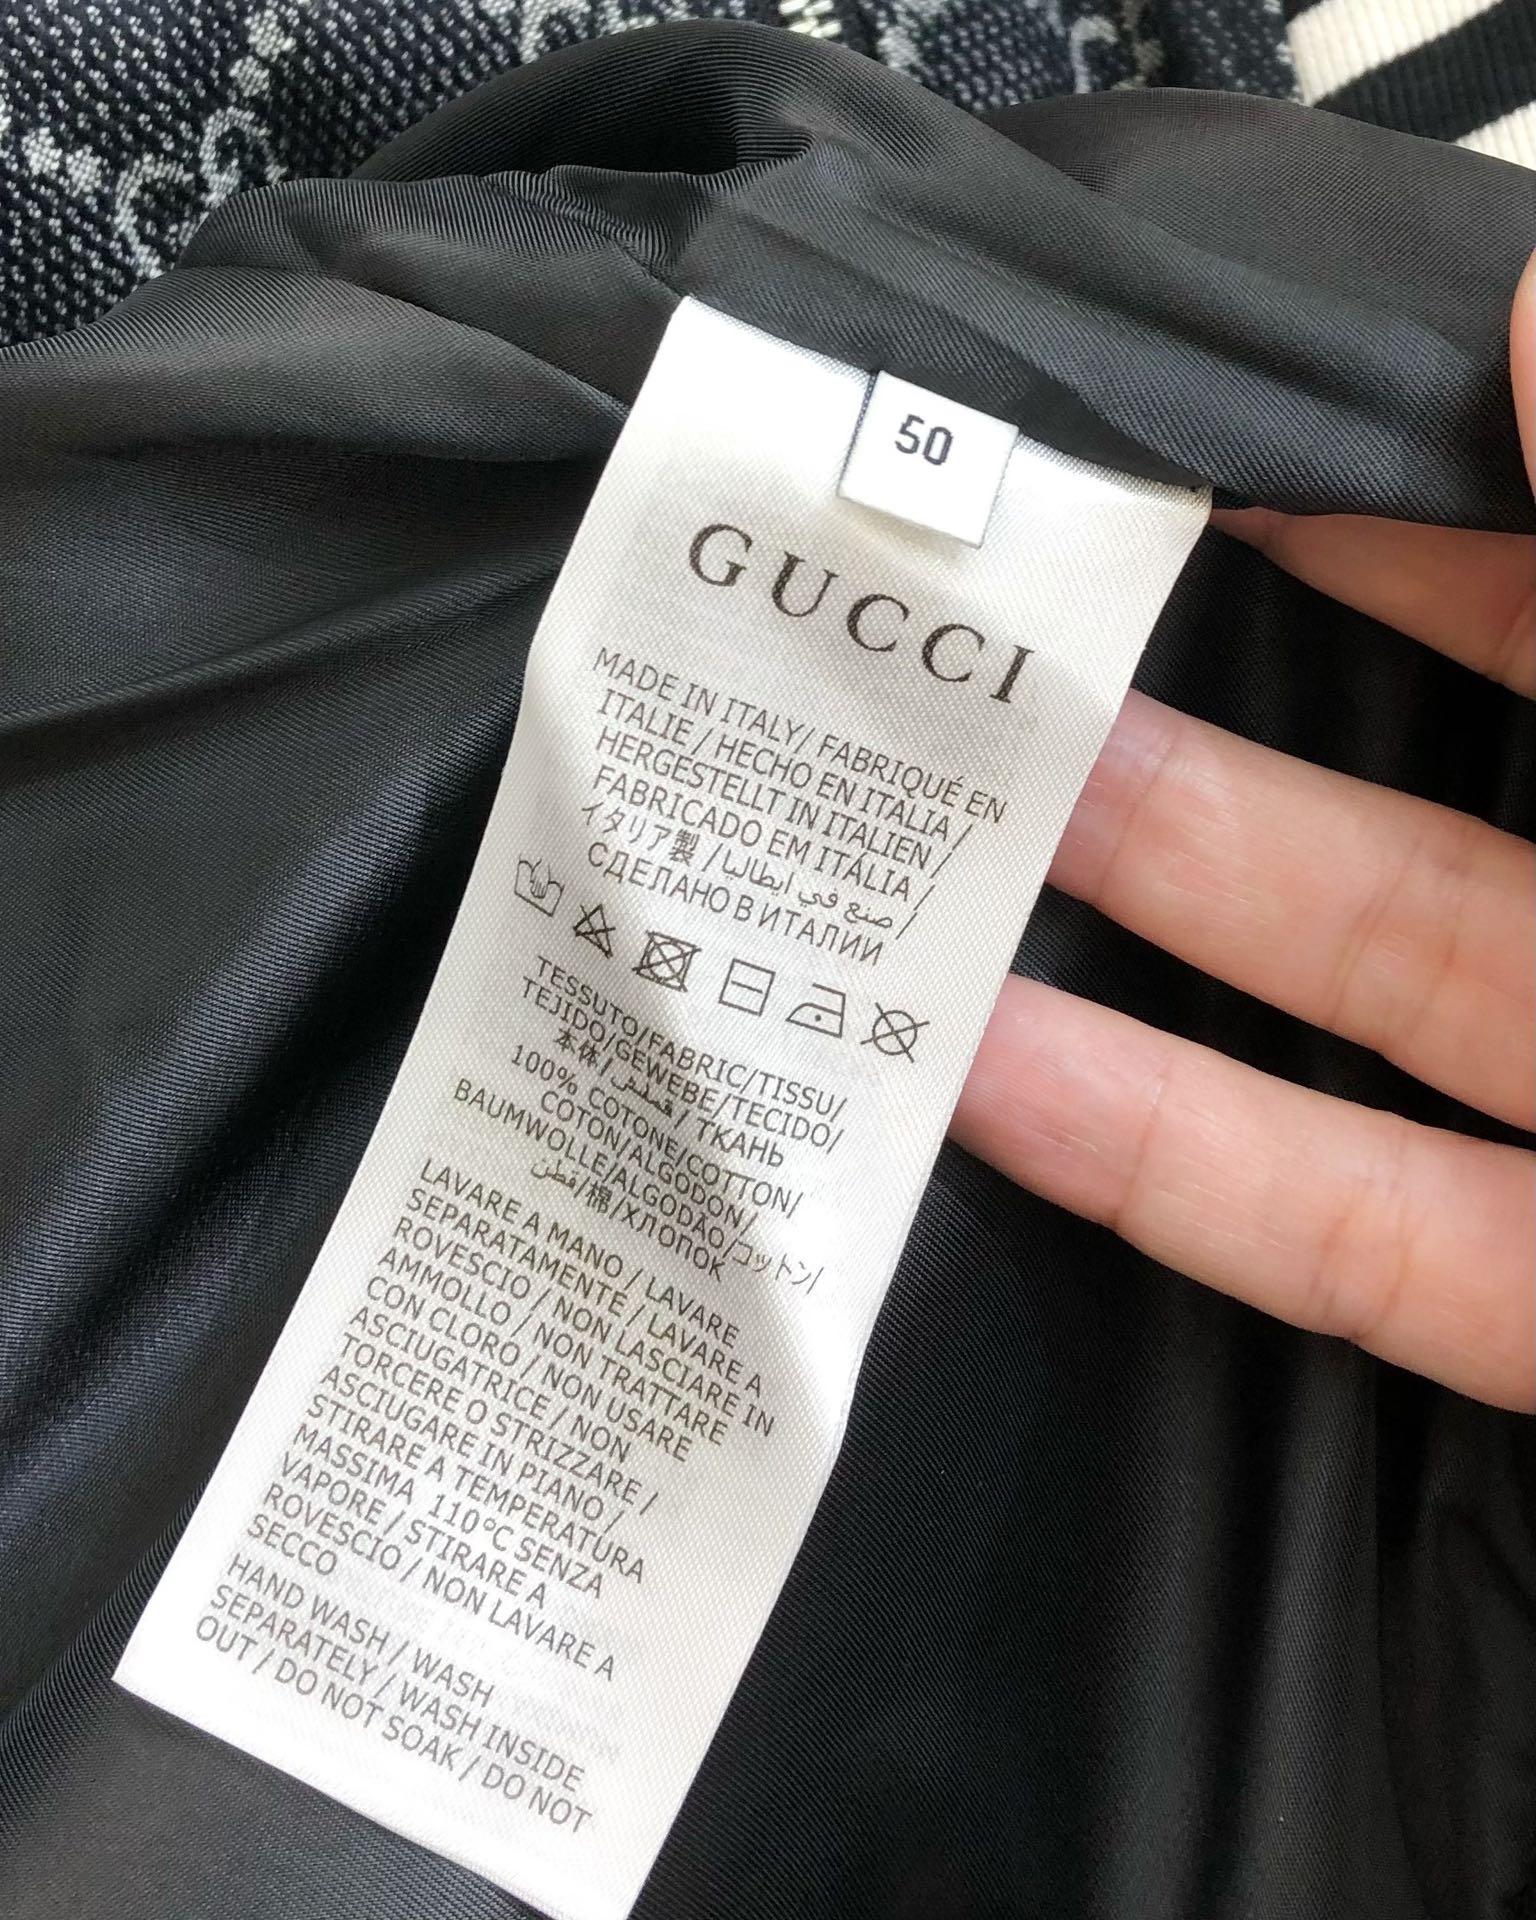 50
GUCCI
MADE IN ITALY/ FABRIQUÉ EN
ITALIE / HECHO EN ITALIA /
HERGESTELLT IN ITALIEN /
FABRICADO EM ITÁLIA /
イタリア製 / صنع في ايطاليا /
СДЕЛАНО В ИТАЛИИ
TESSUTO/FABRIC/TISSU/
TEJIDO/GEWEBE/TECIDO/
本体/ ТКАНЬ
100% COTONE/COTTON/
COTON/ALGODON/
BAUMWOLLE/ALGODÃO/コットン/
قطن/棉/ХЛОПОК
LAVARE A MANO / LAVARE
SEPARATAMENTE / LAVARE A
ROVESCIO / NON LASCIARE IN
AMMOLLO / NON TRATTARE
CON CLORO / NON USARE
ASCIUGATRICE / NON
TORCERE O STRIZZARE /
ASCIUGARE IN PIANO /
STIRARE A TEMPERATURA
MASSIMA 110°C SENZA
VAPORE / STIRARE A
ROVESCIO / NON LAVARE A
SECCO
HAND WASH / WASH
SEPARATELY / WASH INSIDE
OUT / DO NOT SOAK / DO NOT